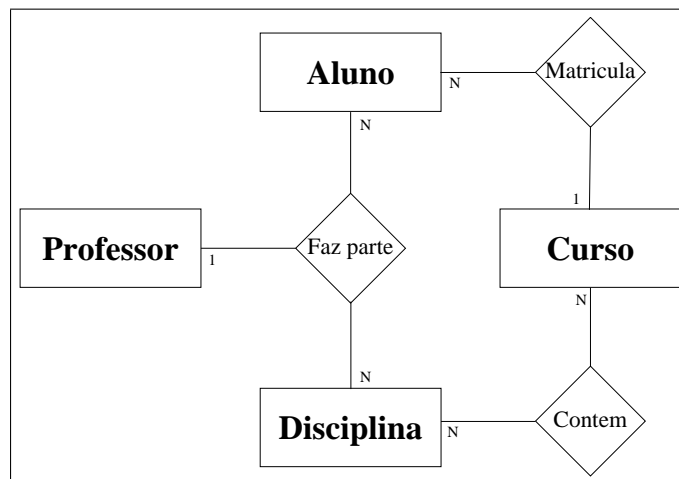 Aluno
N
Matricula
N
1
Professor
1
Faz parte
Curso
N
N
Disciplina
N
Contem